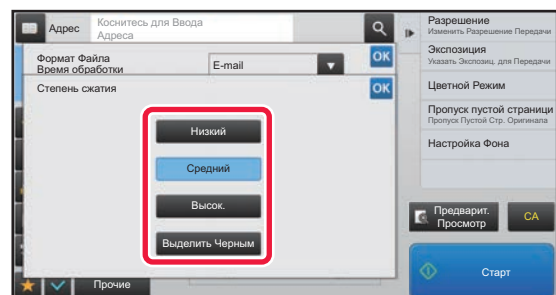 Адрес
Коснитесь для Ввода
Адреса
Формат Файла
Время обработки
E-mail
OK
Степень сжатия
OK
Низкий
Средний
Высок.
Выделить Черным
Прочие
Разрешение
Изменить Разрешение Передачи
Экспозиция
Указать Экспозиц. для Передачи
Цветной Режим
Пропуск пустой страници
Пропуск Пустой Стр. Оригинала
Настройка Фона
Предварит.
Просмотр
CA
Старт